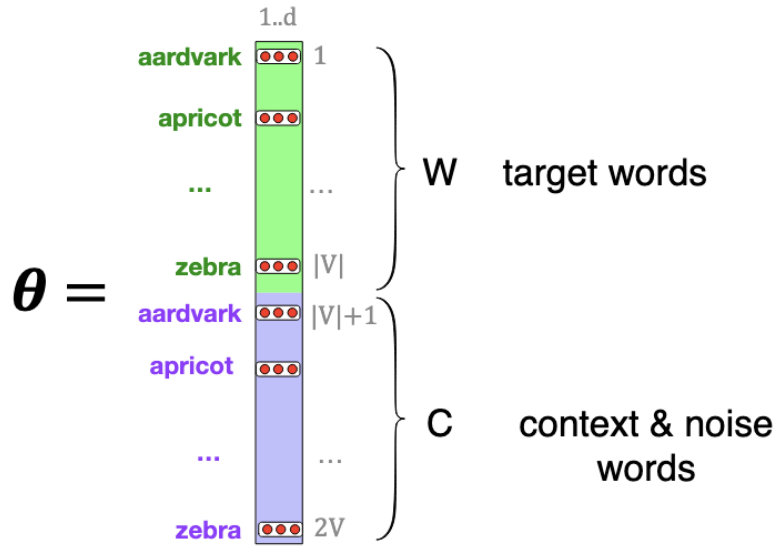 1..d
aardvark 1
apricot
... ...
zebra |V|
W target words
θ =
aardvark |V|+1
apricot
... ...
zebra 2V
C context & noise
words